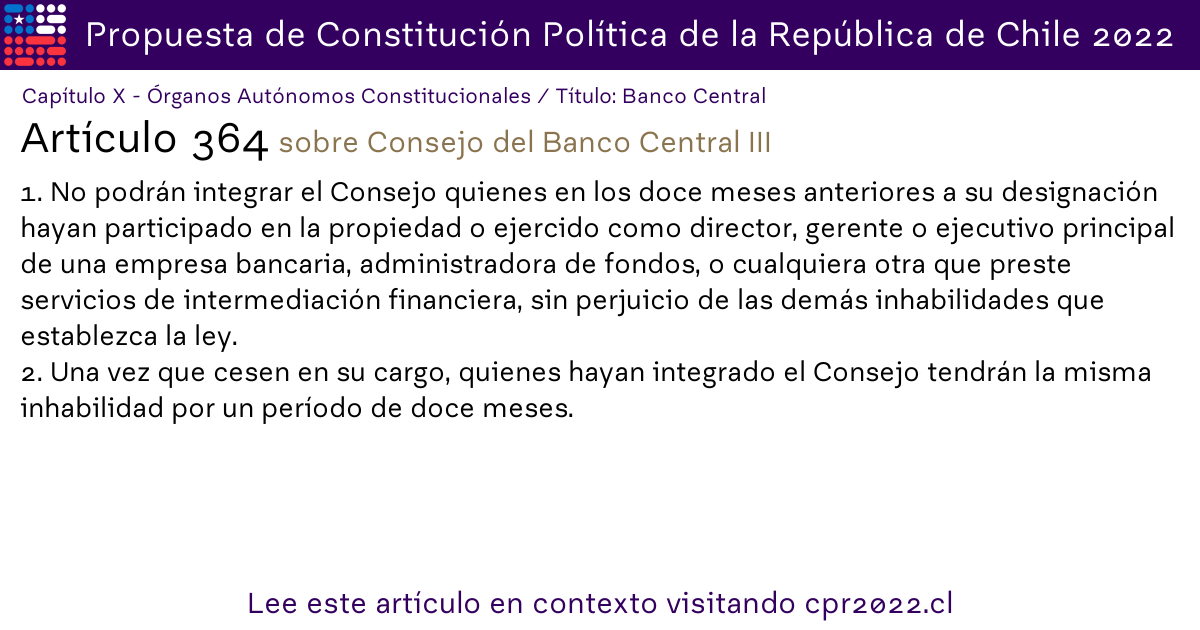 Propuesta de Constitución Política de la República de Chile 2022
Capítulo X - Órganos Autónomos Constitucionales / Título: Banco Central
Artículo 364 sobre Consejo del Banco Central III
1. No podrán integrar el Consejo quienes en los doce meses anteriores a su designación
hayan participado en la propiedad o ejercido como director, gerente o ejecutivo principal
de una empresa bancaria, administradora de fondos, o cualquiera otra que preste
servicios de intermediación financiera, sin perjuicio de las demás inhabilidades que
establezca la ley.
2. Una vez que cesen en su cargo, quienes hayan integrado el Consejo tendrán la misma
inhabilidad por un período de doce meses.
Lee este artículo en contexto visitando cpr2022.cl